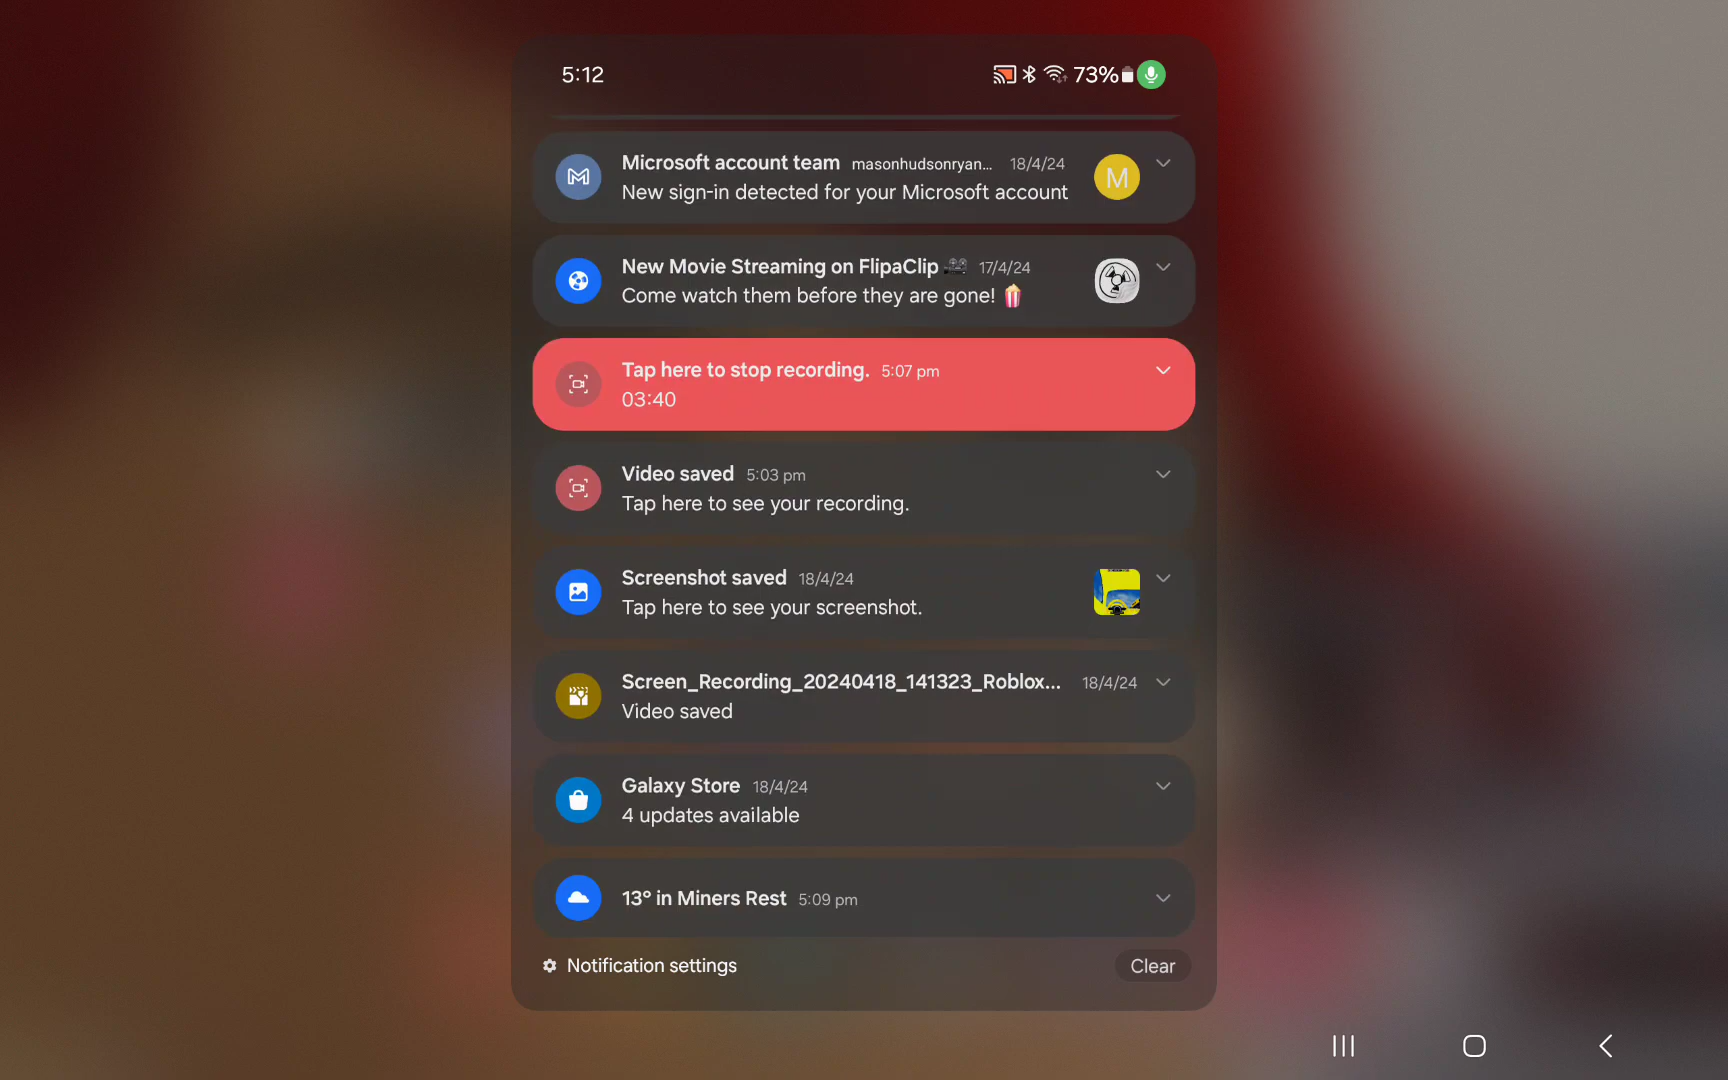 5:12
73%
Microsoft account team masonhudsonryan... 18/4/24
New sign-in detected for your Microsoft account
M
New Movie Streaming on FlipaClip 🎥 17/4/24
Come watch them before they are gone! 🍿
Tap here to stop recording. 5:07 pm
03:40
Video saved 5:03 pm
Tap here to see your recording.
Screenshot saved 18/4/24
Tap here to see your screenshot.
Screen_Recording_20240418_141323_Roblox... 18/4/24
Video saved
Galaxy Store 18/4/24
4 updates available
13° in Miners Rest 5:09 pm
Notification settings
Clear